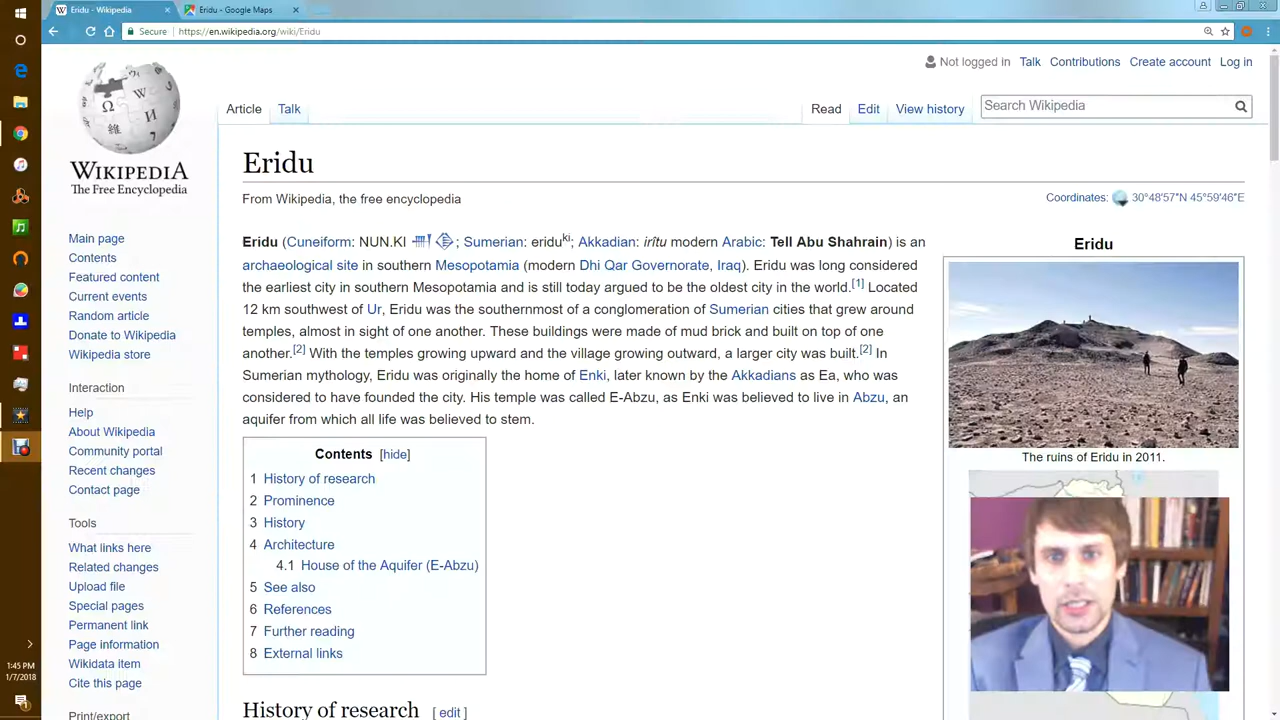 Eridu - Wikipedia
Eridu - Google Maps
Secure
https://en.wikipedia.org/wiki/Eridu
Not logged in Talk Contributions Create account Log in
Article Talk
Read Edit View history
Search Wikipedia
WIKIPEDIA
The Free Encyclopedia
Main page
Contents
Featured content
Current events
Random article
Donate to Wikipedia
Wikipedia store
Interaction
Help
About Wikipedia
Community portal
Recent changes
Contact page
Tools
What links here
Related changes
Upload file
Special pages
Permanent link
Page information
Wikidata item
Cite this page
Print/export
Eridu
From Wikipedia, the free encyclopedia
Coordinates: 30°48′57″N 45°59′46″E
Eridu (Cuneiform: NUN.KI 𒉣𒆠; Sumerian: eriduki; Akkadian: irîtu modern Arabic: Tell Abu Shahrain) is an
archaeological site in southern Mesopotamia (modern Dhi Qar Governorate, Iraq). Eridu was long considered
the earliest city in southern Mesopotamia and is still today argued to be the oldest city in the world.[1] Located
12 km southwest of Ur, Eridu was the southernmost of a conglomeration of Sumerian cities that grew around
temples, almost in sight of one another. These buildings were made of mud brick and built on top of one
another.[2] With the temples growing upward and the village growing outward, a larger city was built.[2] In
Sumerian mythology, Eridu was originally the home of Enki, later known by the Akkadians as Ea, who was
considered to have founded the city. His temple was called E-Abzu, as Enki was believed to live in Abzu, an
aquifer from which all life was believed to stem.
Contents [hide]
1 History of research
2 Prominence
3 History
4 Architecture
4.1 House of the Aquifer (E-Abzu)
5 See also
6 References
7 Further reading
8 External links
History of research [ edit ]
Eridu
The ruins of Eridu in 2011.
1:45 PM
1/7/2018